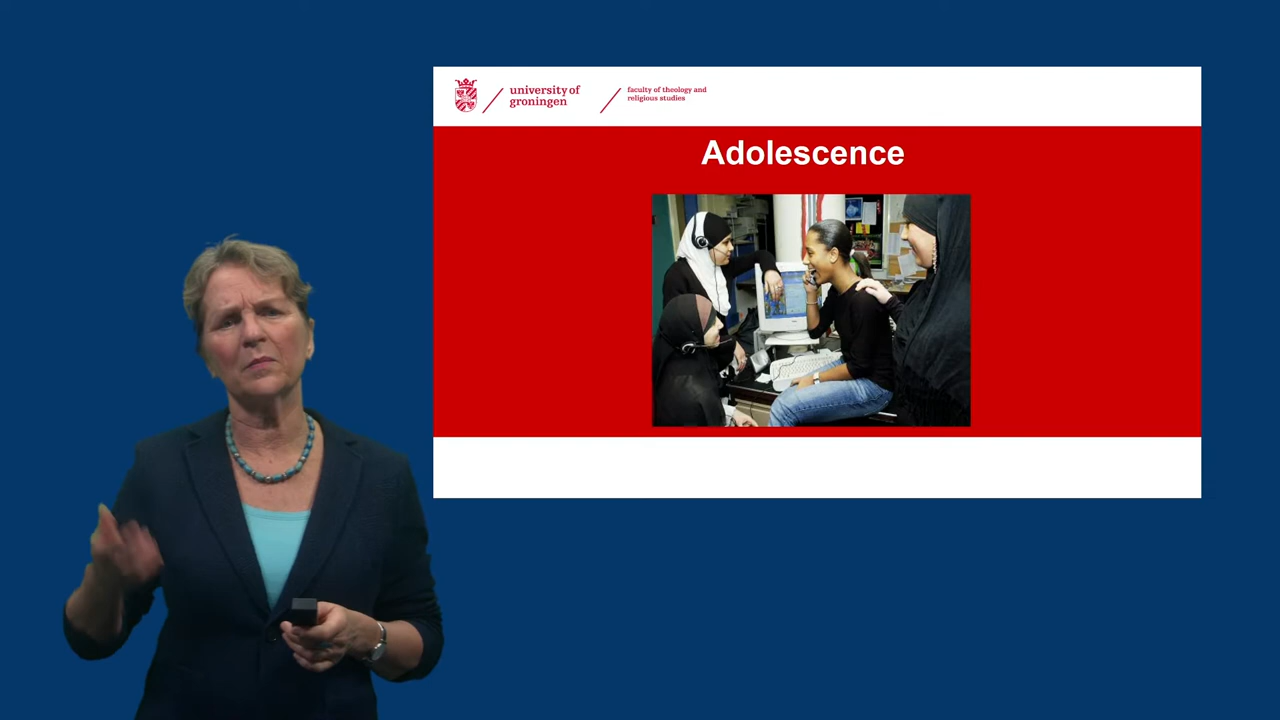 university of
groningen
faculty of theology and
religious studies
Adolescence